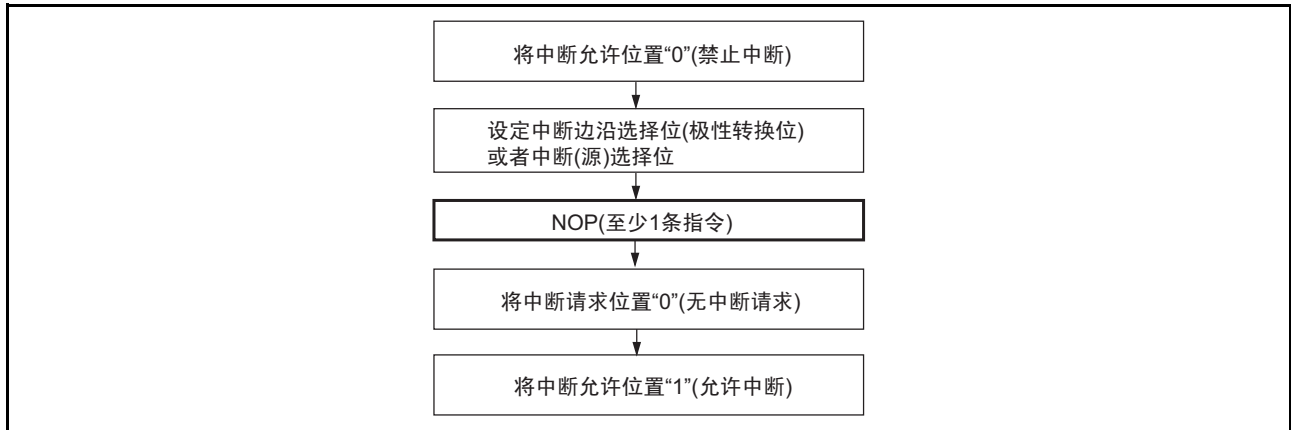 将中断允许位置“0”(禁止中断)
设定中断边沿选择位(极性转换位)
或者中断(源)选择位
NOP(至少1条指令)
将中断请求位置“0”(无中断请求)
将中断允许位置“1”(允许中断)